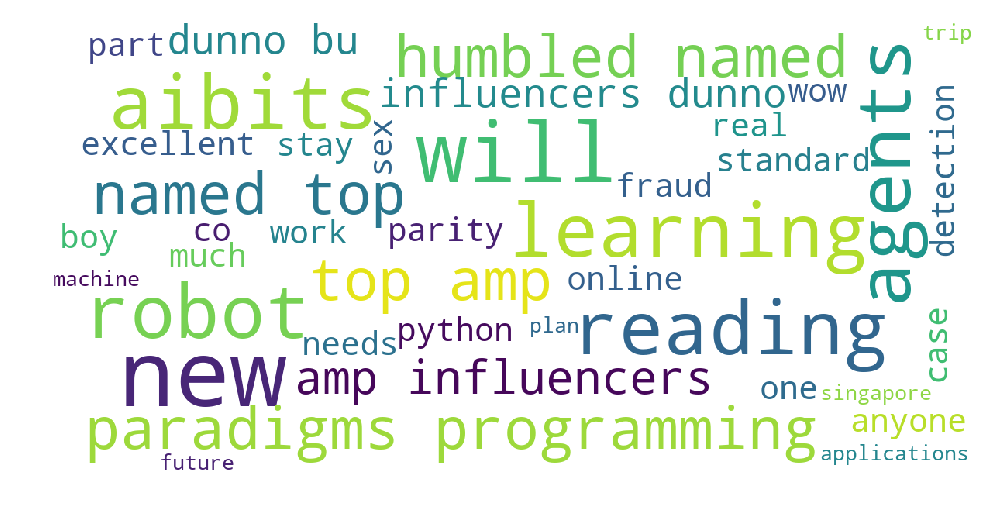 trip
part
dunno bu
humbled named
aibits
influencers dunno
wow
agents
excellent
stay
sex
will
real
standard
detection
named top
fraud
boy
co
work
parity
learning
much
machine
top amp
online
robot
needs
python
plan
reading
case
new
amp influencers
one
singapore
paradigms programming
anyone
future
applications